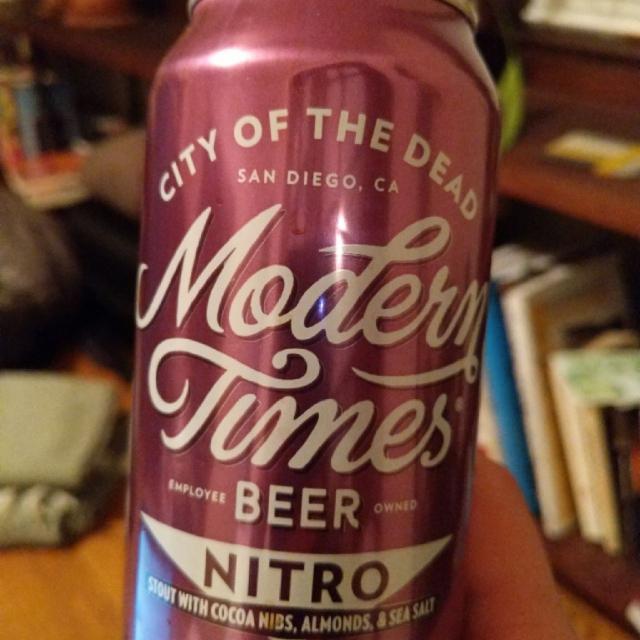 CITY OF THE DEAD
SAN DIEGO, CA
Modern
Times
EMPLOYEE BEER OWNED
NITRO
STOUT WITH COCOA NIBS, ALMONDS, & SEA SALT